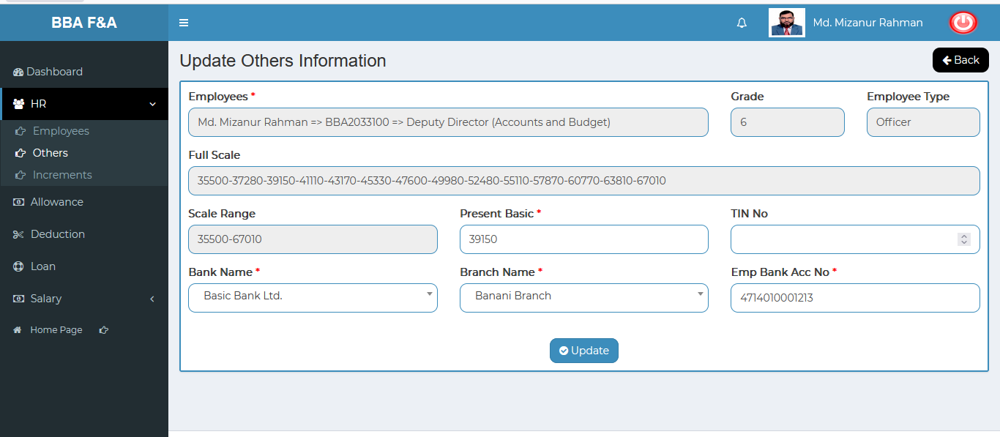 BBA F&A
Md. Mizanur Rahman
Dashboard
HR
Employees
Others
Increments
Allowance
Deduction
Loan
Salary
Home Page
Update Others Information
Back
Employees *
Grade
Employee Type
Md. Mizanur Rahman => BBA2033100 => Deputy Director (Accounts and Budget)
6
Officer
Full Scale
35500-37280-39150-41110-43170-45330-47600-49980-52480-55110-57870-60770-63810-67010
Scale Range
Present Basic *
TIN No
35500-67010
39150
Bank Name *
Branch Name *
Emp Bank Acc No *
Basic Bank Ltd.
Banani Branch
4714010001213
Update